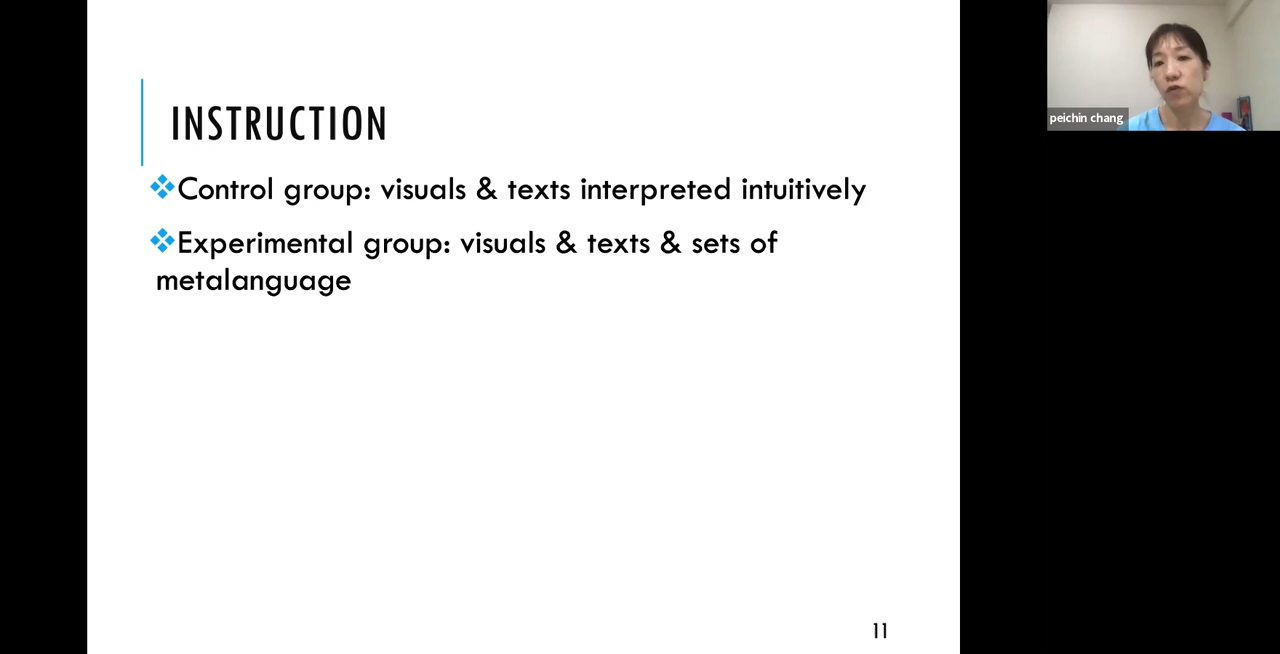 INSTRUCTION
Control group: visuals & texts interpreted intuitively
Experimental group: visuals & texts & sets of
metalanguage
11
peichin chang